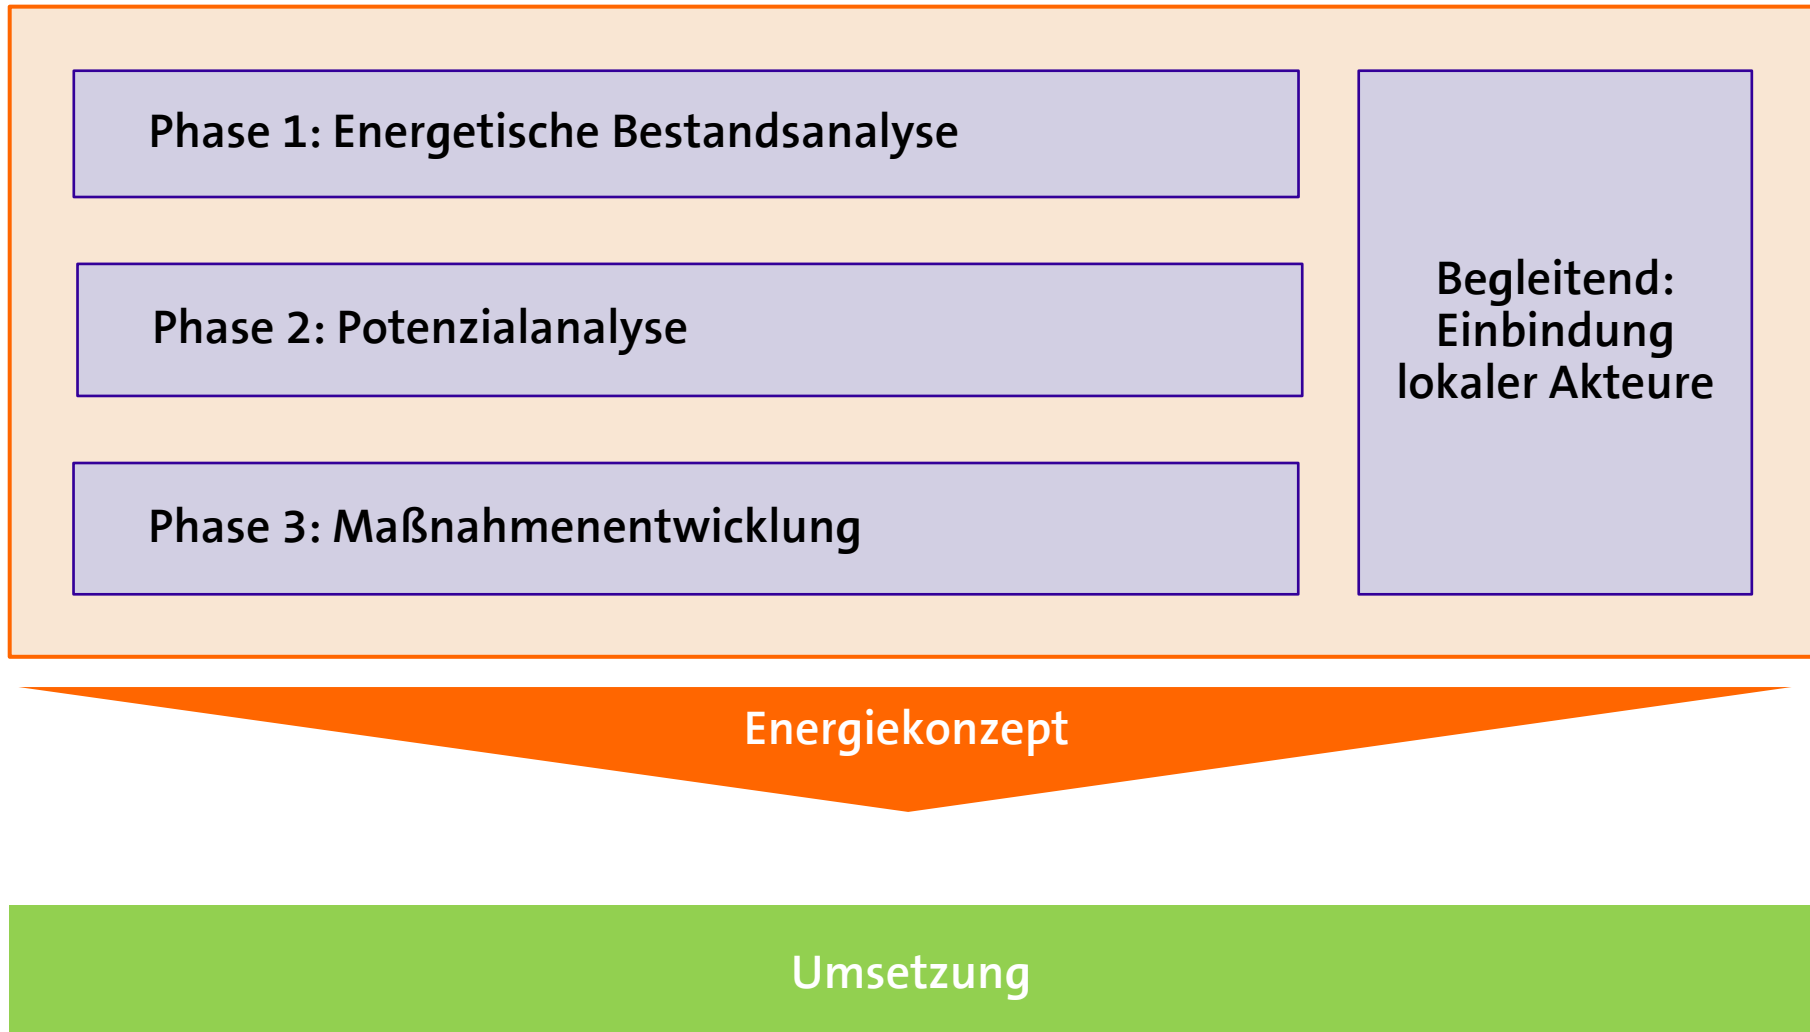 Phase 1: Energetische Bestandsanalyse
Phase 2: Potenzialanalyse
Phase 3: Maßnahmenentwicklung
Begleitend:
Einbindung
lokaler Akteure
Energiekonzept
Umsetzung